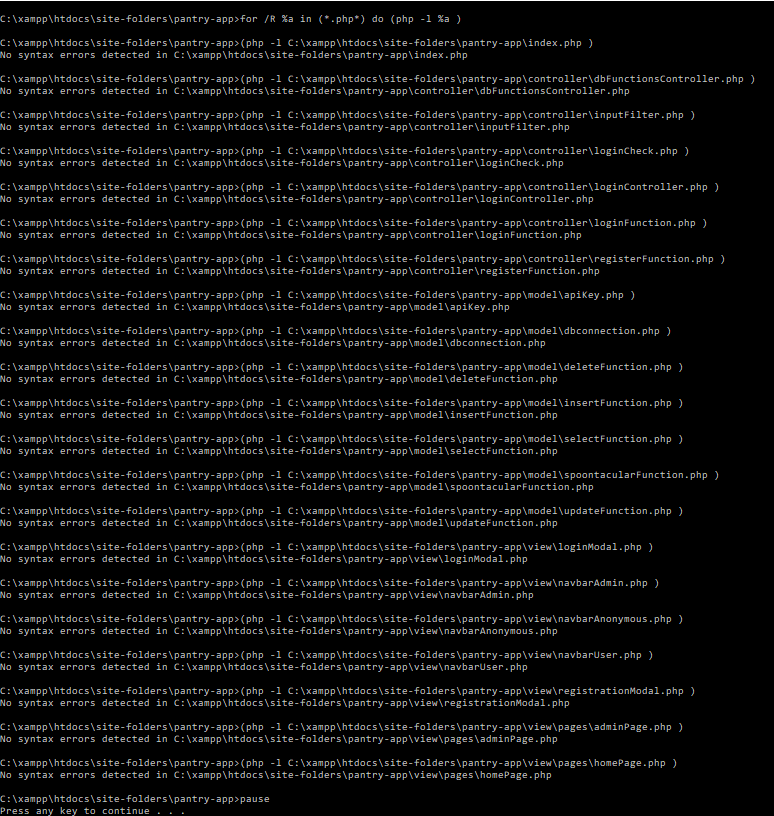 C:\xampp\htdocs\site-folders\pantry-app>for /R %a in (*.php*) do (php -l %a )
C:\xampp\htdocs\site-folders\pantry-app>(php -l C:\xampp\htdocs\site-folders\pantry-app\index.php )
No syntax errors detected in C:\xampp\htdocs\site-folders\pantry-app\index.php
C:\xampp\htdocs\site-folders\pantry-app>(php -l C:\xampp\htdocs\site-folders\pantry-app\controller\dbFunctionsController.php )
No syntax errors detected in C:\xampp\htdocs\site-folders\pantry-app\controller\dbFunctionsController.php
C:\xampp\htdocs\site-folders\pantry-app>(php -l C:\xampp\htdocs\site-folders\pantry-app\controller\inputFilter.php )
No syntax errors detected in C:\xampp\htdocs\site-folders\pantry-app\controller\inputFilter.php
C:\xampp\htdocs\site-folders\pantry-app>(php -l C:\xampp\htdocs\site-folders\pantry-app\controller\loginCheck.php )
No syntax errors detected in C:\xampp\htdocs\site-folders\pantry-app\controller\loginCheck.php
C:\xampp\htdocs\site-folders\pantry-app>(php -l C:\xampp\htdocs\site-folders\pantry-app\controller\loginController.php )
No syntax errors detected in C:\xampp\htdocs\site-folders\pantry-app\controller\loginController.php
C:\xampp\htdocs\site-folders\pantry-app>(php -l C:\xampp\htdocs\site-folders\pantry-app\controller\loginFunction.php )
No syntax errors detected in C:\xampp\htdocs\site-folders\pantry-app\controller\loginFunction.php
C:\xampp\htdocs\site-folders\pantry-app>(php -l C:\xampp\htdocs\site-folders\pantry-app\controller\registerFunction.php )
No syntax errors detected in C:\xampp\htdocs\site-folders\pantry-app\controller\registerFunction.php
C:\xampp\htdocs\site-folders\pantry-app>(php -l C:\xampp\htdocs\site-folders\pantry-app\model\apiKey.php )
No syntax errors detected in C:\xampp\htdocs\site-folders\pantry-app\model\apiKey.php
C:\xampp\htdocs\site-folders\pantry-app>(php -l C:\xampp\htdocs\site-folders\pantry-app\model\dbconnection.php )
No syntax errors detected in C:\xampp\htdocs\site-folders\pantry-app\model\dbconnection.php
C:\xampp\htdocs\site-folders\pantry-app>(php -l C:\xampp\htdocs\site-folders\pantry-app\model\deleteFunction.php )
No syntax errors detected in C:\xampp\htdocs\site-folders\pantry-app\model\deleteFunction.php
C:\xampp\htdocs\site-folders\pantry-app>(php -l C:\xampp\htdocs\site-folders\pantry-app\model\insertFunction.php )
No syntax errors detected in C:\xampp\htdocs\site-folders\pantry-app\model\insertFunction.php
C:\xampp\htdocs\site-folders\pantry-app>(php -l C:\xampp\htdocs\site-folders\pantry-app\model\selectFunction.php )
No syntax errors detected in C:\xampp\htdocs\site-folders\pantry-app\model\selectFunction.php
C:\xampp\htdocs\site-folders\pantry-app>(php -l C:\xampp\htdocs\site-folders\pantry-app\model\spoontacularFunction.php )
No syntax errors detected in C:\xampp\htdocs\site-folders\pantry-app\model\spoontacularFunction.php
C:\xampp\htdocs\site-folders\pantry-app>(php -l C:\xampp\htdocs\site-folders\pantry-app\model\updateFunction.php )
No syntax errors detected in C:\xampp\htdocs\site-folders\pantry-app\model\updateFunction.php
C:\xampp\htdocs\site-folders\pantry-app>(php -l C:\xampp\htdocs\site-folders\pantry-app\view\loginModal.php )
No syntax errors detected in C:\xampp\htdocs\site-folders\pantry-app\view\loginModal.php
C:\xampp\htdocs\site-folders\pantry-app>(php -l C:\xampp\htdocs\site-folders\pantry-app\view\navbarAdmin.php )
No syntax errors detected in C:\xampp\htdocs\site-folders\pantry-app\view\navbarAdmin.php
C:\xampp\htdocs\site-folders\pantry-app>(php -l C:\xampp\htdocs\site-folders\pantry-app\view\navbarAnonymous.php )
No syntax errors detected in C:\xampp\htdocs\site-folders\pantry-app\view\navbarAnonymous.php
C:\xampp\htdocs\site-folders\pantry-app>(php -l C:\xampp\htdocs\site-folders\pantry-app\view\navbarUser.php )
No syntax errors detected in C:\xampp\htdocs\site-folders\pantry-app\view\navbarUser.php
C:\xampp\htdocs\site-folders\pantry-app>(php -l C:\xampp\htdocs\site-folders\pantry-app\view\registrationModal.php )
No syntax errors detected in C:\xampp\htdocs\site-folders\pantry-app\view\registrationModal.php
C:\xampp\htdocs\site-folders\pantry-app>(php -l C:\xampp\htdocs\site-folders\pantry-app\view\pages\adminPage.php )
No syntax errors detected in C:\xampp\htdocs\site-folders\pantry-app\view\pages\adminPage.php
C:\xampp\htdocs\site-folders\pantry-app>(php -l C:\xampp\htdocs\site-folders\pantry-app\view\pages\homePage.php )
No syntax errors detected in C:\xampp\htdocs\site-folders\pantry-app\view\pages\homePage.php
C:\xampp\htdocs\site-folders\pantry-app>pause
Press any key to continue . . .